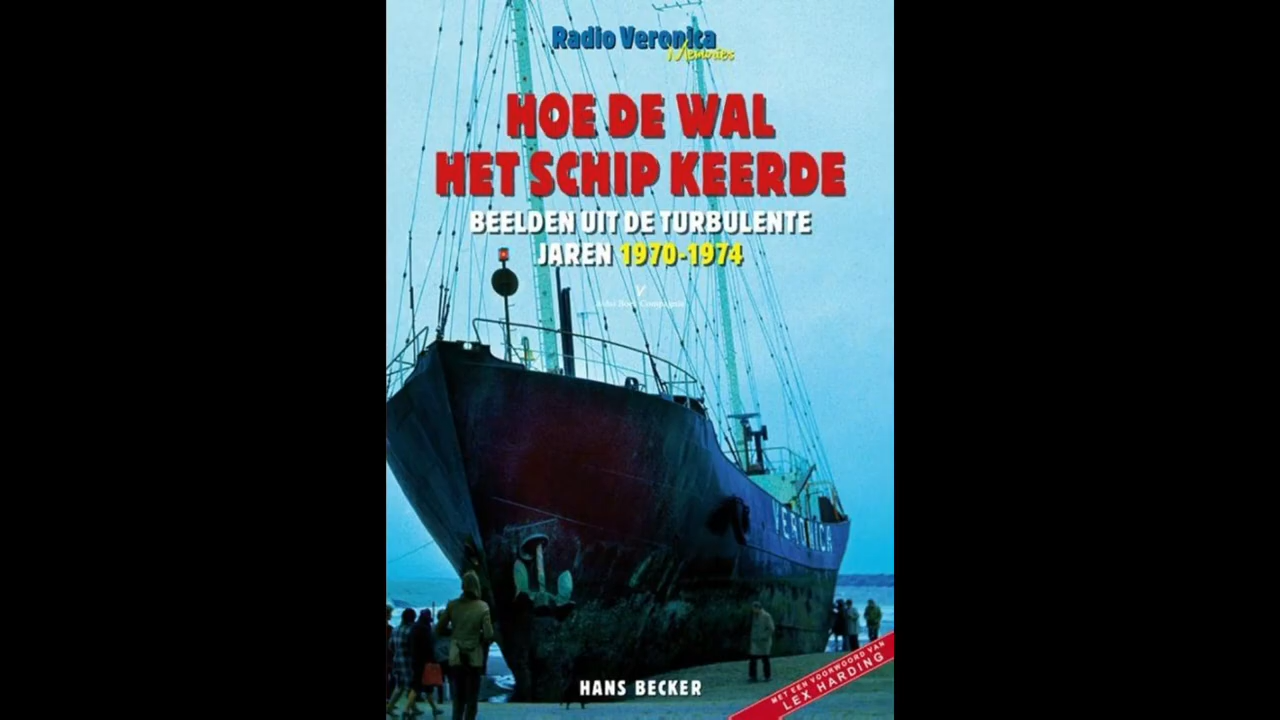 Radio Veronica
Memories
HOE DE WAL
HET SCHIP KEERDE
BEELDEN UIT DE TURBULENTE
JAREN 1970-1974
VERONICA
MET EEN VOORWOORD VAN
LEX HARDING
HANS BECKER